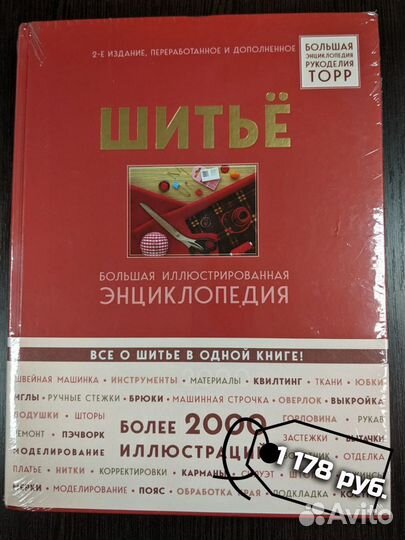 2-Е ИЗДАНИЕ, ПЕРЕРАБОТАННОЕ И ДОПОЛНЕННОЕ
БОЛЬШАЯ
ЭНЦИКЛОПЕДИЯ
РУКОДЕЛИЯ
ТОРР
ШИТЬЁ
БОЛЬШАЯ ИЛЛЮСТРИРОВАННАЯ
ЭНЦИКЛОПЕДИЯ
ВСЕ О ШИТЬЕ В ОДНОЙ КНИГЕ!
ШВЕЙНАЯ МАШИНКА • ИНСТРУМЕНТЫ • МАТЕРИАЛЫ • КВИЛТИНГ • ТКАНИ • ЮБКИ
ИГЛЫ • РУЧНЫЕ СТЕЖКИ • БРЮКИ • МАШИННАЯ СТРОЧКА • ОВЕРЛОК • ВЫКРОЙКА
ПОДУШКИ • ШТОРЫ
ГОРЛОВИНА • РУКАВ
РЕМОНТ • ПЭЧВОРК
ЗАСТЕЖКИ • ВЫТАЧКИ
МОДЕЛИРОВАНИЕ
ОТДЕЛКА
БОЛЕЕ 2000
ИЛЛЮСТРАЦИЙ
ПЛАТЬЕ • НИТКИ • КОРРЕКТИРОВКИ • КАРМАНЫ
МЕРКИ • МОДЕЛИРОВАНИЕ • ПОЯС • ОБРАБОТКА КРАЯ • ПОДКЛАДКА
1 178 руб.
Avito